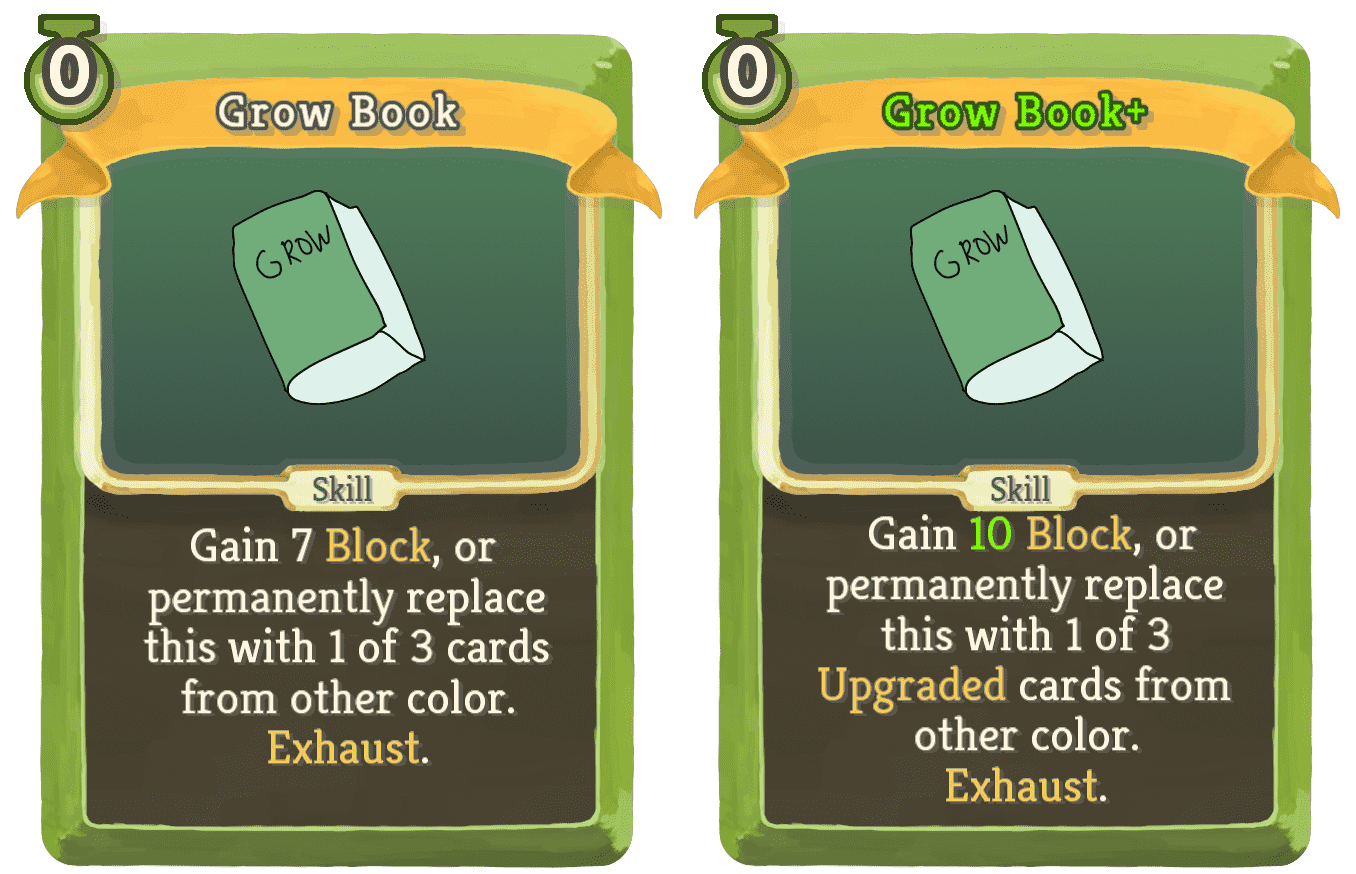 0
Grow Book
GROW
Skill
Gain 7 Block, or
permanently replace
this with 1 of 3 cards
from other color.
Exhaust.
0
Grow Book+
GROW
Skill
Gain 10 Block, or
permanently replace
this with 1 of 3
Upgraded cards from
other color.
Exhaust.